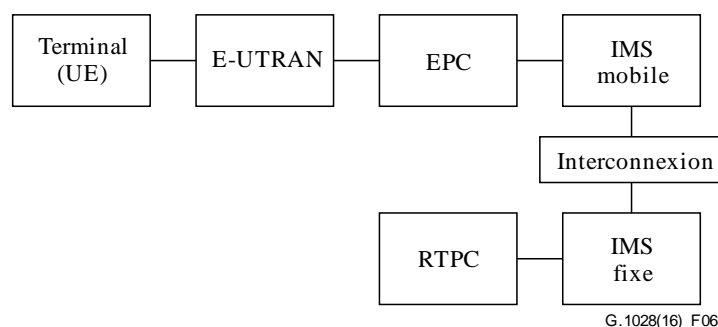 Terminal
(UE)
E-UTRAN
EPC
IMS
mobile
Interconnexion
RTPC
IMS
fixe
G.1028(16)_F06